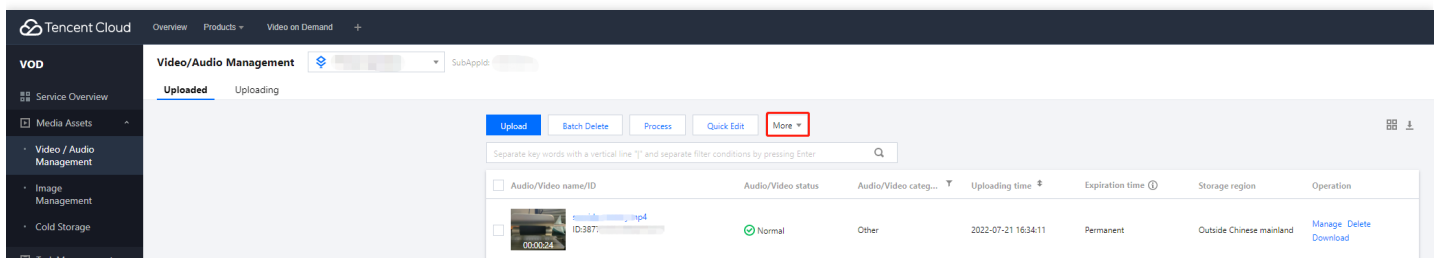 Tencent Cloud Overview Products Video on Demand +
VOD
Video/Audio Management SubAppId:
Uploaded Uploading
Service Overview
Media Assets
Video / Audio
Management
Image
Management
Cold Storage
Upload Batch Delete Process Quick Edit More
Separate key words with a vertical line "|" and separate filter conditions by pressing Enter
Audio/Video name/ID Audio/Video status Audio/Video categ... Uploading time Expiration time Storage region Operation
mp4
ID:387
00:00:24
Normal Other 2022-07-21 16:34:11 Permanent Outside Chinese mainland
Manage Delete
Download